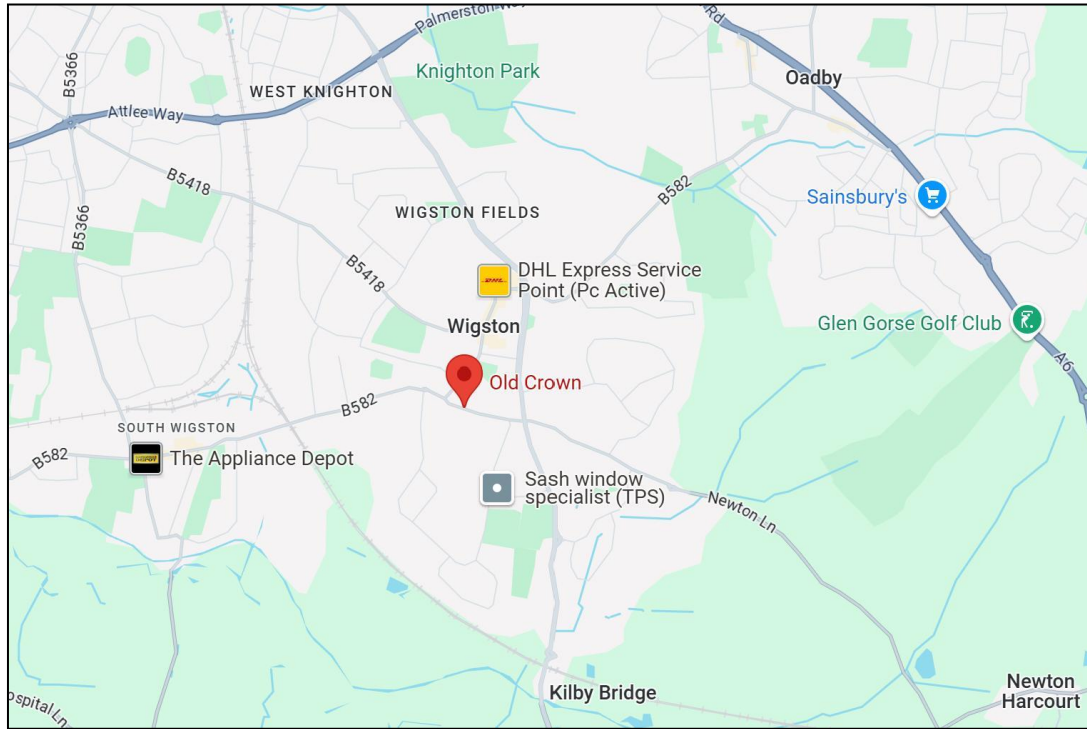 Palmerston Way
Rd
B5366
Knighton Park
Oadby
WEST KNIGHTON
Attlee Way
B5418
B582
Sainsbury's
B5366
WIGSTON FIELDS
B5418
DHL Express Service
Point (Pc Active)
Wigston
Glen Gorse Golf Club
A6
Old Crown
B582
SOUTH WIGSTON
B582
The Appliance Depot
Sash window
specialist (TPS)
Newton Ln
Kilby Bridge
Newton
Harcourt
ospital Ln